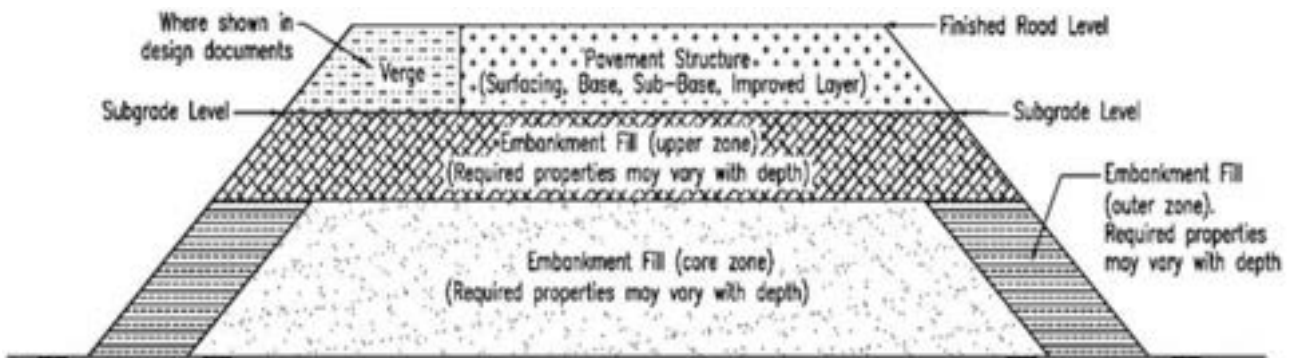 Where shown in
design documents
Finished Road Level
Pavement Structure
(Surfacing, Base, Sub-Base, Improved Layer)
Verge
Subgrade Level
Subgrade Level
Embankment Fill (upper zone)
(Required properties may vary with depth)
Embankment Fill
(outer zone).
Required properties
may vary with depth
Embankment Fill (core zone)
(Required properties may vary with depth)